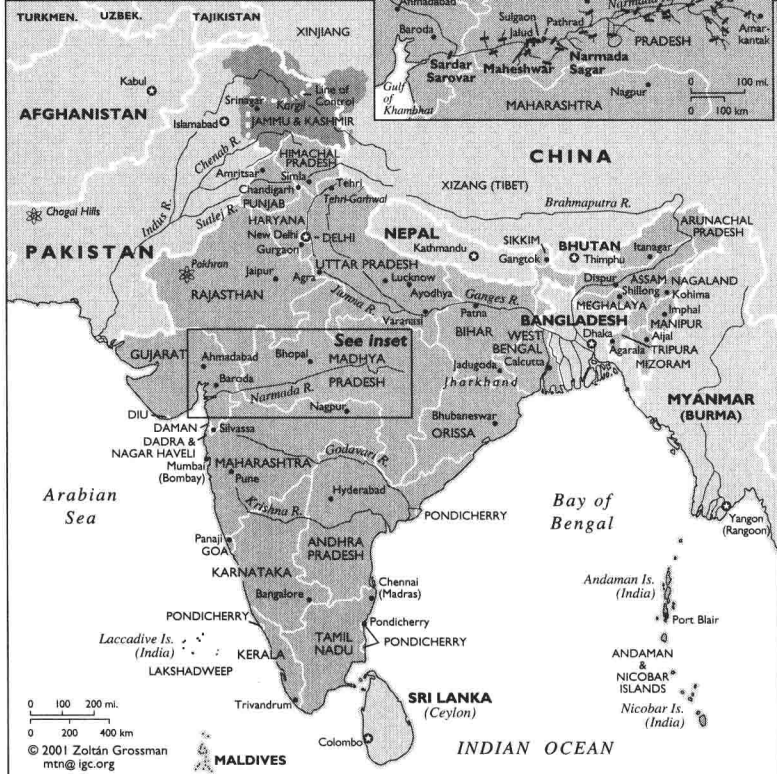 TURKMEN.
UZBEK.
TAJIKISTAN
XINJIANG
Kabul
AFGHANISTAN
Islamabad
Srinagar
Kargil
Line of
Control
JAMMU & KASHMIR
Chenab R.
HIMACHAL
PRADESH
Amritsar
Simla
Tehri
Chandigarh
Tehri-Garhwal
PUNJAB
Indus R.
Sutlej R.
HARYANA
New Delhi
DELHI
Gurgaon
Chagai Hills
PAKISTAN
Pokhran
Jaipur
Agra
RAJASTHAN
UTTAR PRADESH
Lucknow
Ayodhya
Jumna R.
Varanasi
Ganges R.
Patna
BIHAR
CHINA
XIZANG (TIBET)
Brahmaputra R.
NEPAL
Kathmandu
SIKKIM
Gangtok
BHUTAN
Thimphu
ARUNACHAL
PRADESH
Itanagar
Dispur
ASSAM
NAGALAND
Shillong
Kohima
MEGHALAYA
Imphal
MANIPUR
BANGLADESH
Dhaka
Aijal
Agarala
TRIPURA
MIZORAM
WEST
BENGAL
Calcutta
Jadugoda
Jharkhand
MYANMAR
(BURMA)
Yangon
(Rangoon)
See inset
GUJARAT
Ahmadabad
Bhopal
MADHYA
PRADESH
Baroda
Narmada R.
Nagpur
DIU
DAMAN
DADRA &
NAGAR HAVELI
Silvassa
Mumbai
(Bombay)
MAHARASHTRA
Pune
Godavari R.
Bhubaneswar
ORISSA
Hyderabad
Krishna R.
PONDICHERRY
Arabian
Sea
Bay of
Bengal
Panaji
GOA
ANDHRA
PRADESH
KARNATAKA
Bangalore
Chennai
(Madras)
PONDICHERRY
Pondicherry
PONDICHERRY
TAMIL
NADU
Laccadive Is.
(India)
LAKSHADWEEP
KERALA
Trivandrum
SRI LANKA
(Ceylon)
Colombo
MALDIVES
INDIAN OCEAN
Andaman Is.
(India)
Port Blair
ANDAMAN
&
NICOBAR
ISLANDS
Nicobar Is.
(India)
0 100 200 mi.
0 200 400 km
© 2001 Zoltán Grossman
mtn@igc.org
Ahmadabad
Baroda
Sulgaon
Jalud
Pathrad
Narmada
PRADESH
Amar-
kantak
Sardar
Sarovar
Maheshwar
Narmada
Sagar
Gulf
of
Khambhat
Nagpur
MAHARASHTRA
0 100 mi.
0 100 km